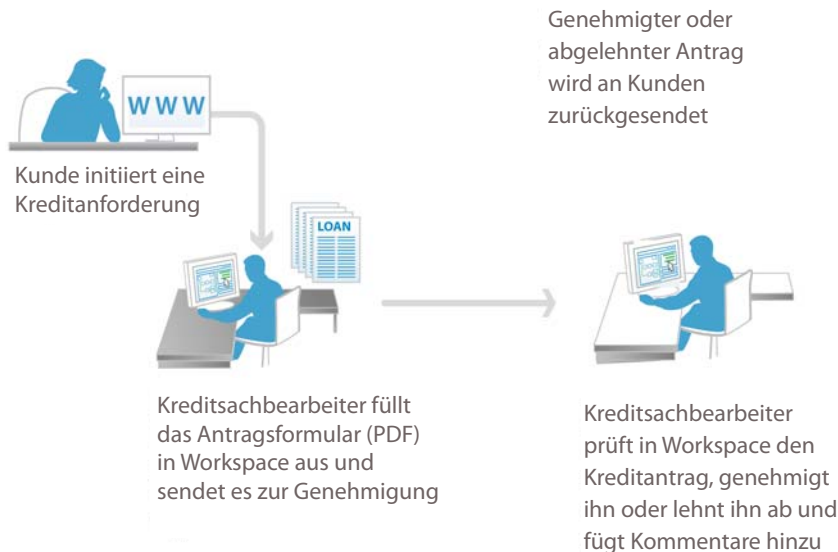 Genehmigter oder
abgelehnter Antrag
wird an Kunden
zurückgesendet
WWW
Kunde initiiert eine
Kreditanforderung
LOAN
Kreditsachbearbeiter füllt
das Antragsformular (PDF)
in Workspace aus und
sendet es zur Genehmigung
Kreditsachbearbeiter
prüft in Workspace den
Kreditantrag, genehmigt
ihn oder lehnt ihn ab und
fügt Kommentare hinzu